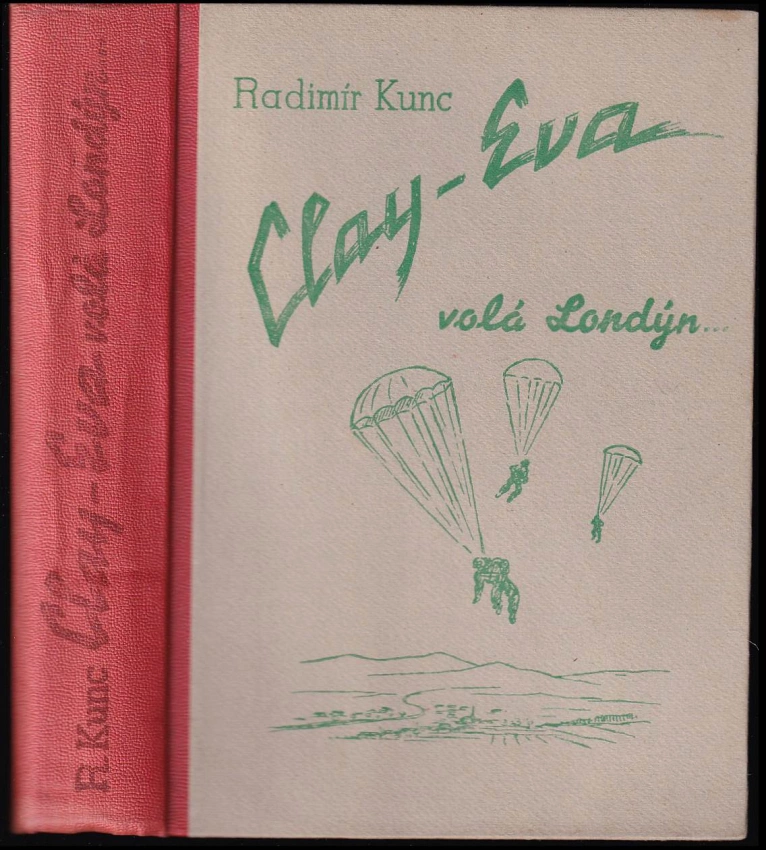 Radimír Kunc
Clay-Eva
volá Londýn...
R. Kunc Clay-Eva volá Londýn...